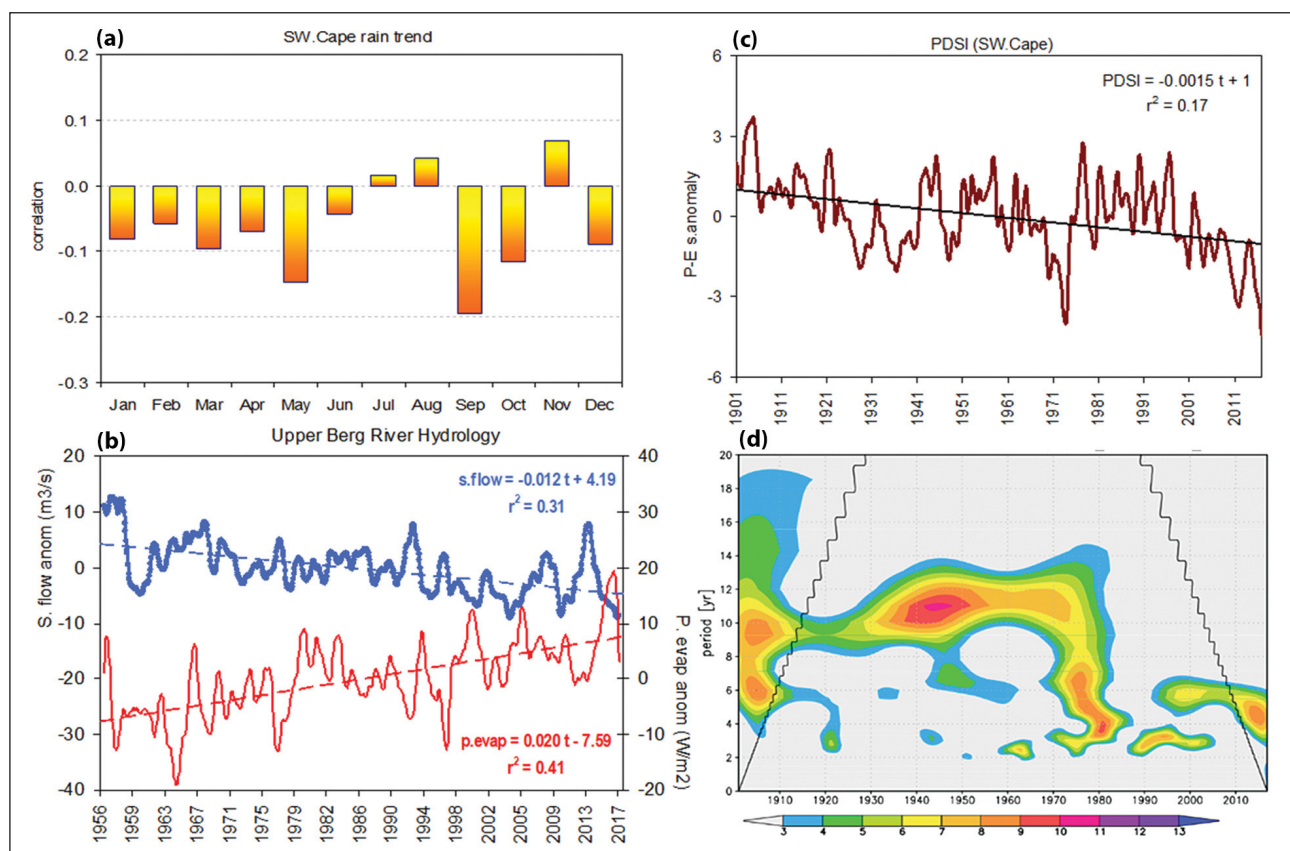 (a)
SW.Cape rain trend
0.2
0.1
0.0
-0.1
-0.2
-0.3
correlation
Jan Feb Mar Apr May Jun Jul Aug Sep Oct Nov Dec
(c)
PDSI (SW.Cape)
PDSI = -0.0015 t + 1
r² = 0.17
6
3
0
-3
-6
P-E s.anomaly
1901 1911 1921 1931 1941 1951 1961 1971 1981 1991 2001 2011
(b)
Upper Berg River Hydrology
s.flow = -0.012 t + 4.19
r² = 0.31
20
10
0
-10
-20
-30
-40
S. flow anom (m3/s)
40
30
20
10
0
-10
-20
P. evap anom (W/m2)
p.evap = 0.020 t - 7.59
r² = 0.41
1956 1959 1963 1967 1971 1975 1978 1982 1986 1990 1994 1998 2002 2005 2009 2013 2017
(d)
20
18
16
14
12
10
8
6
4
2
0
period [yr]
1910 1920 1930 1940 1950 1960 1970 1980 1990 2000 2010
3 4 5 6 7 8 9 10 11 12 13